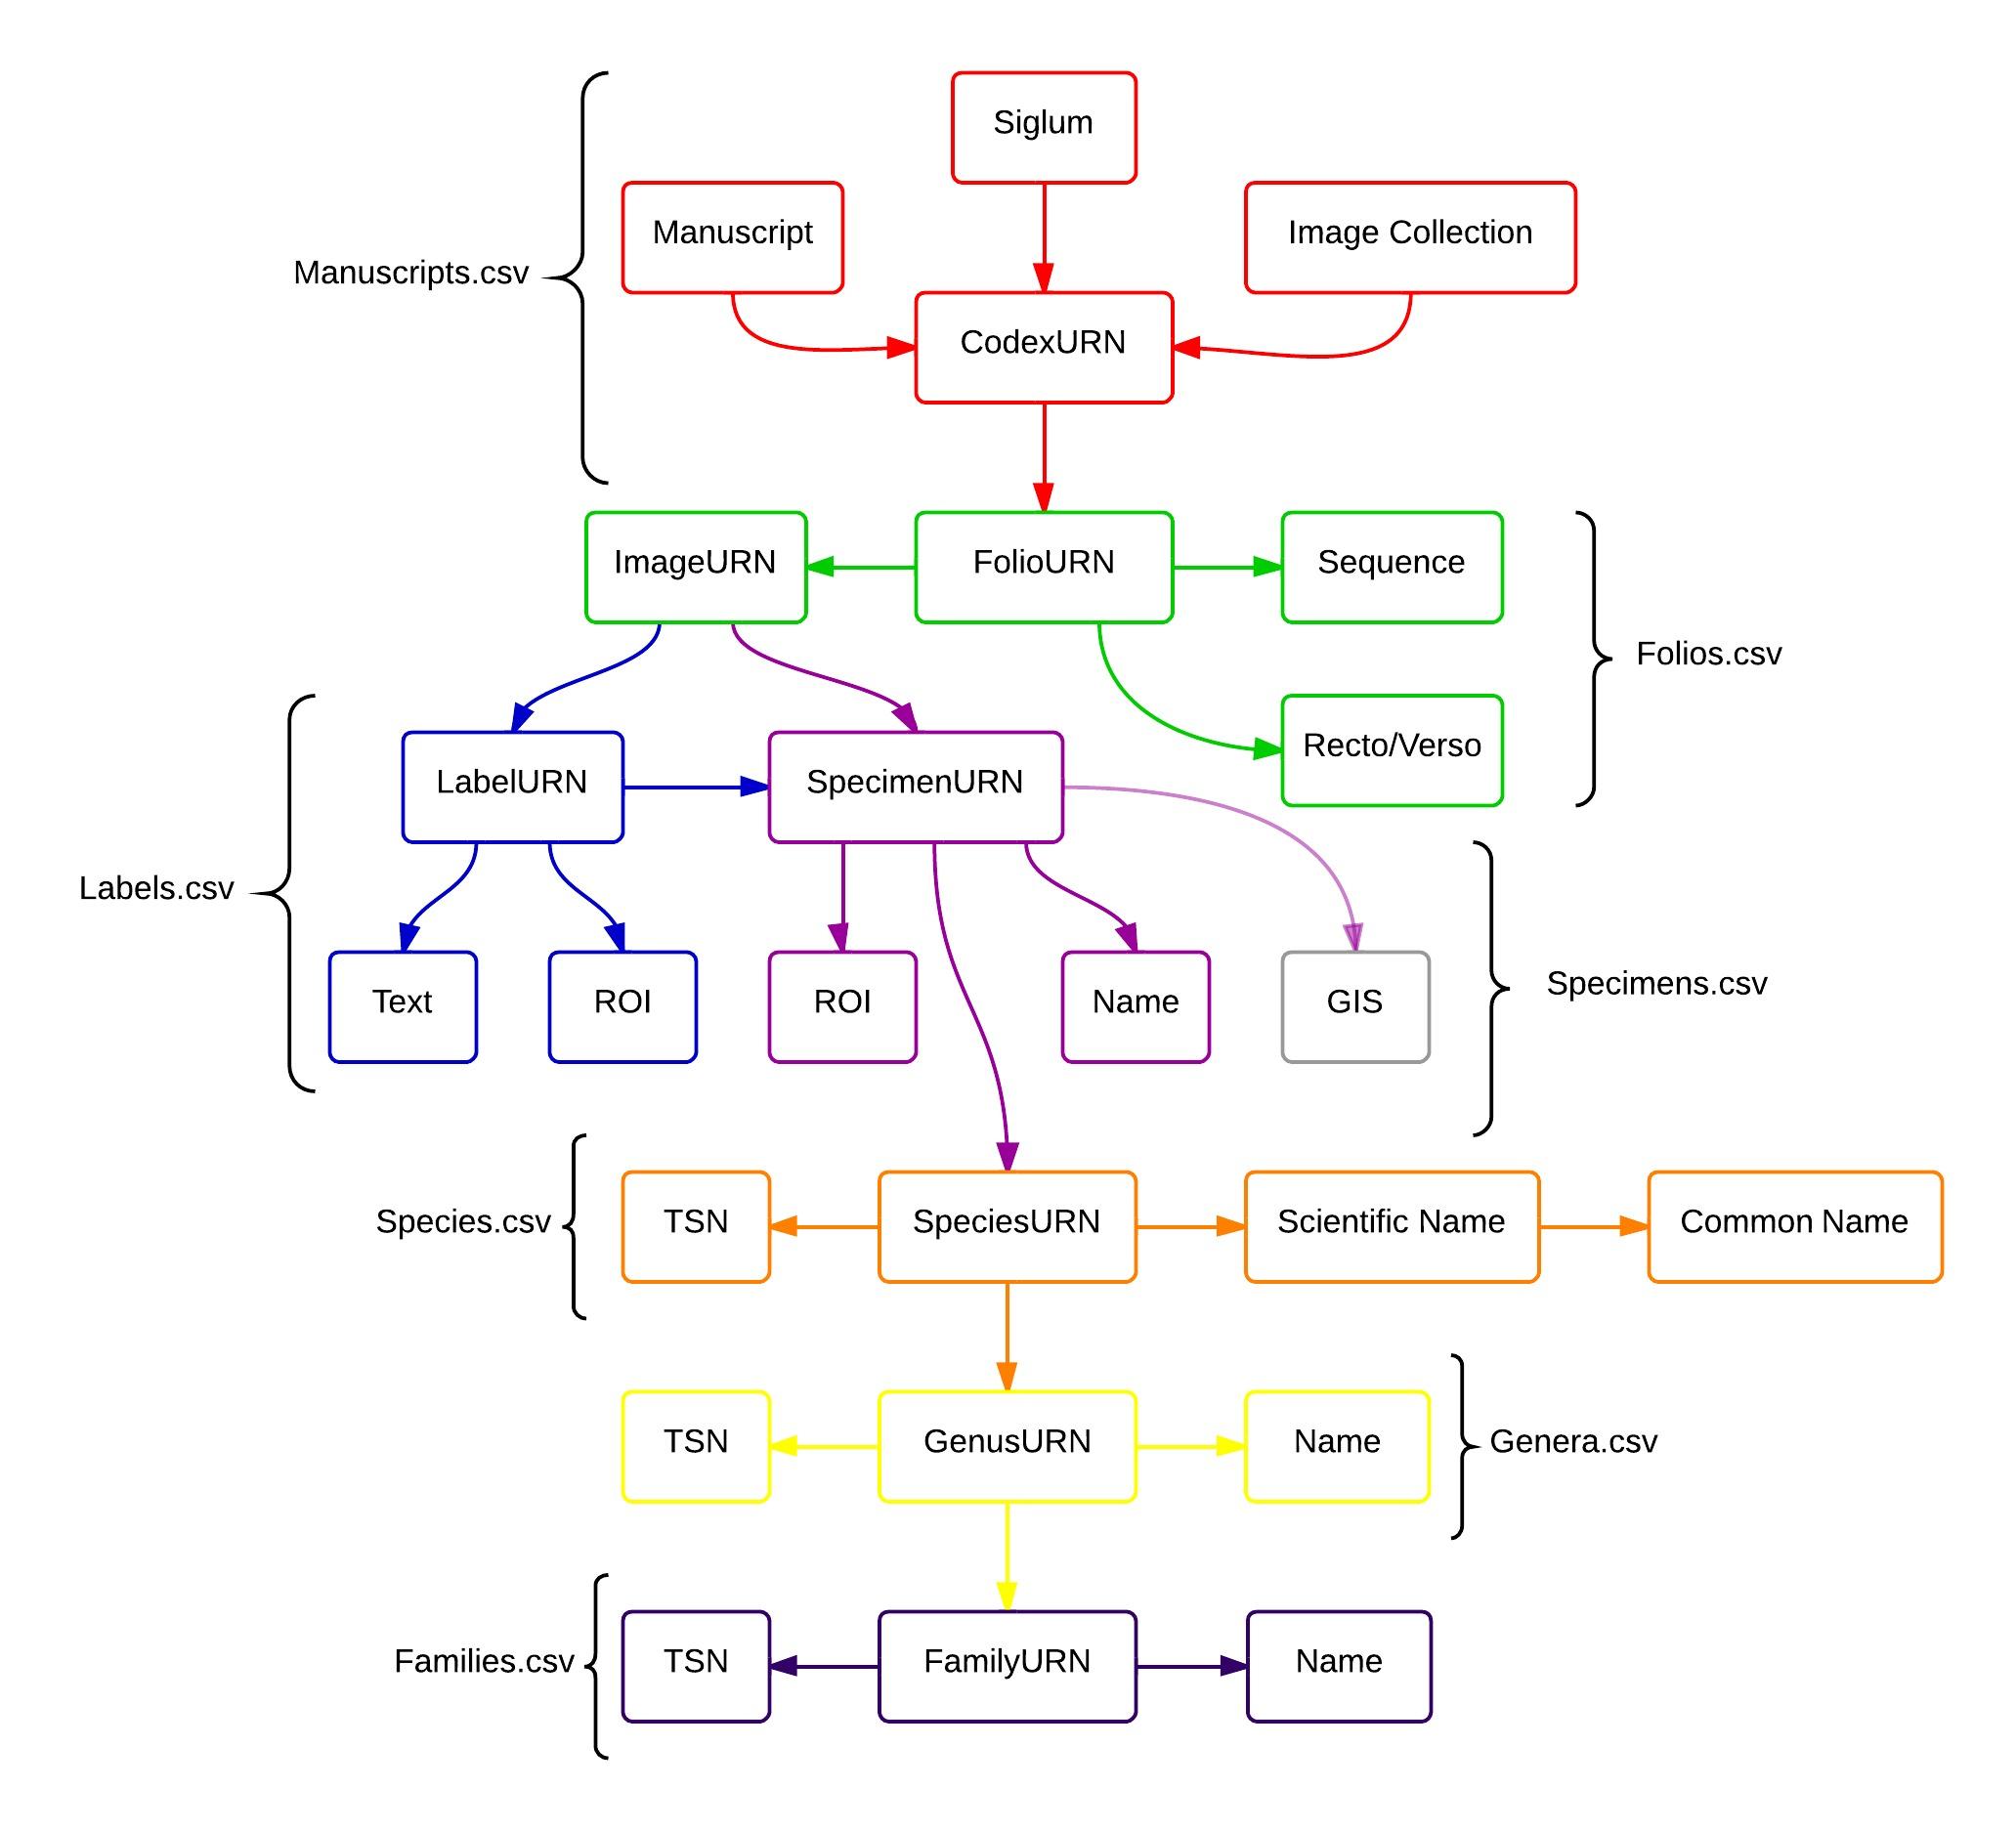 Siglum
Manuscript
Image Collection
Manuscripts.csv
CodexURN
ImageURN
FolioURN
Sequence
Folios.csv
Recto/Verso
LabelURN
SpecimenURN
Labels.csv
Specimens.csv
Text
ROI
ROI
Name
GIS
Species.csv
TSN
SpeciesURN
Scientific Name
Common Name
TSN
GenusURN
Name
Genera.csv
Families.csv
TSN
FamilyURN
Name